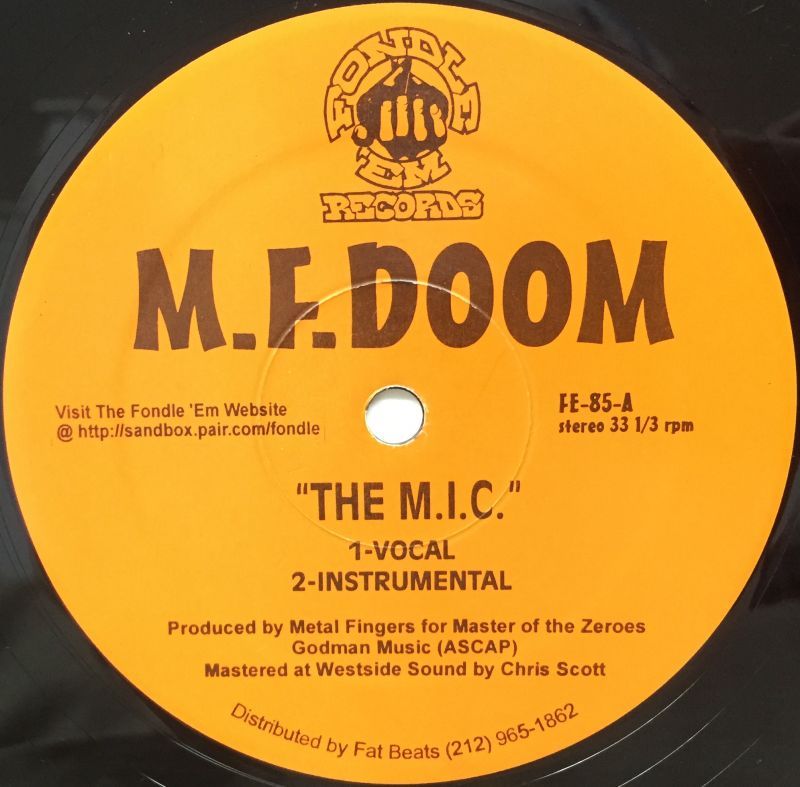 FONDLE
'EM
RECORDS
M.F. DOOM
Visit The Fondle 'Em Website
@ http://sandbox.pair.com/fondle
FE-85-A
stereo 33 1/3 rpm
"THE M.I.C."
1-VOCAL
2-INSTRUMENTAL
Produced by Metal Fingers for Master of the Zeroes
Godman Music (ASCAP)
Mastered at Westside Sound by Chris Scott
Distributed by Fat Beats (212) 965-1862